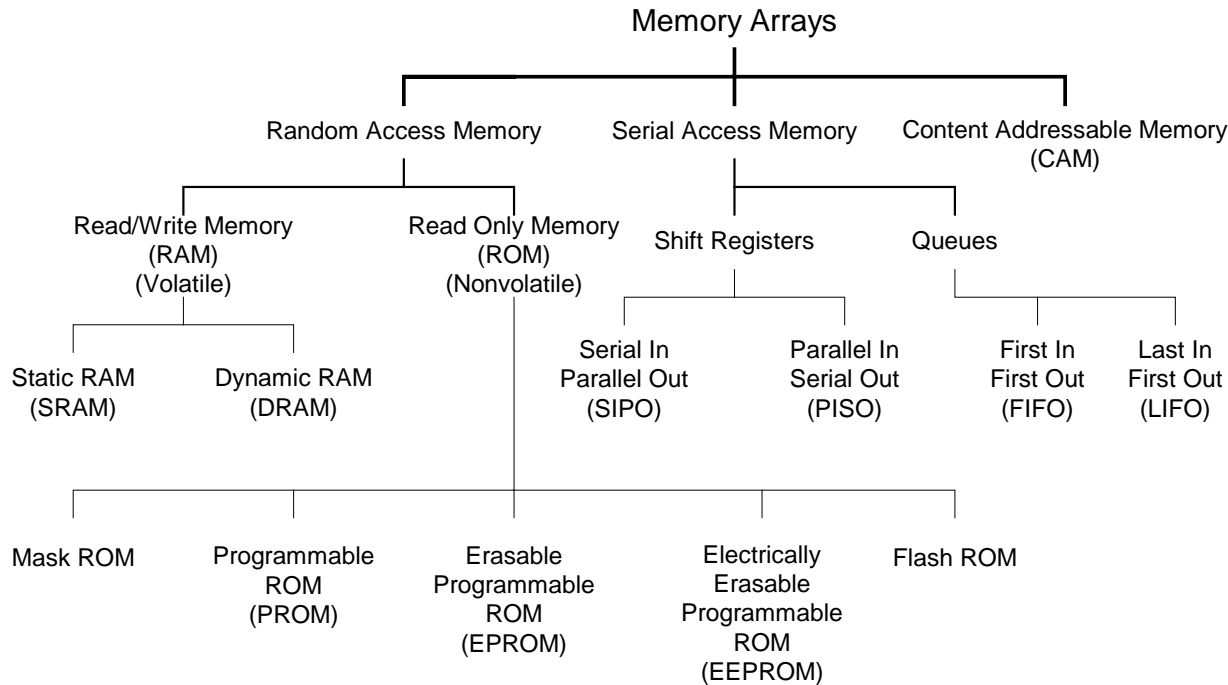 Memory Arrays
Random Access Memory
Serial Access Memory
Content Addressable Memory
(CAM)
Read/Write Memory
(RAM)
(Volatile)
Read Only Memory
(ROM)
(Nonvolatile)
Shift Registers
Queues
Static RAM
(SRAM)
Dynamic RAM
(DRAM)
Serial In
Parallel Out
(SIPO)
Parallel In
Serial Out
(PISO)
First In
First Out
(FIFO)
Last In
First Out
(LIFO)
Mask ROM
Programmable
ROM
(PROM)
Erasable
Programmable
ROM
(EPROM)
Electrically
Erasable
Programmable
ROM
(EEPROM)
Flash ROM